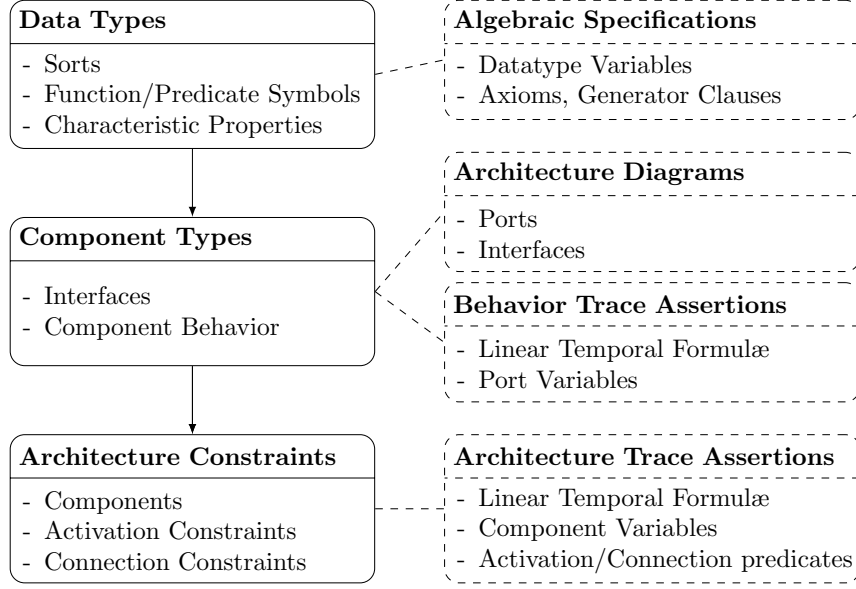 Data Types
- Sorts
- Function/Predicate Symbols
- Characteristic Properties
Algebraic Specifications
- Datatype Variables
- Axioms, Generator Clauses
Component Types
- Interfaces
- Component Behavior
Architecture Diagrams
- Ports
- Interfaces
Behavior Trace Assertions
- Linear Temporal Formulæ
- Port Variables
Architecture Constraints
- Components
- Activation Constraints
- Connection Constraints
Architecture Trace Assertions
- Linear Temporal Formulæ
- Component Variables
- Activation/Connection predicates